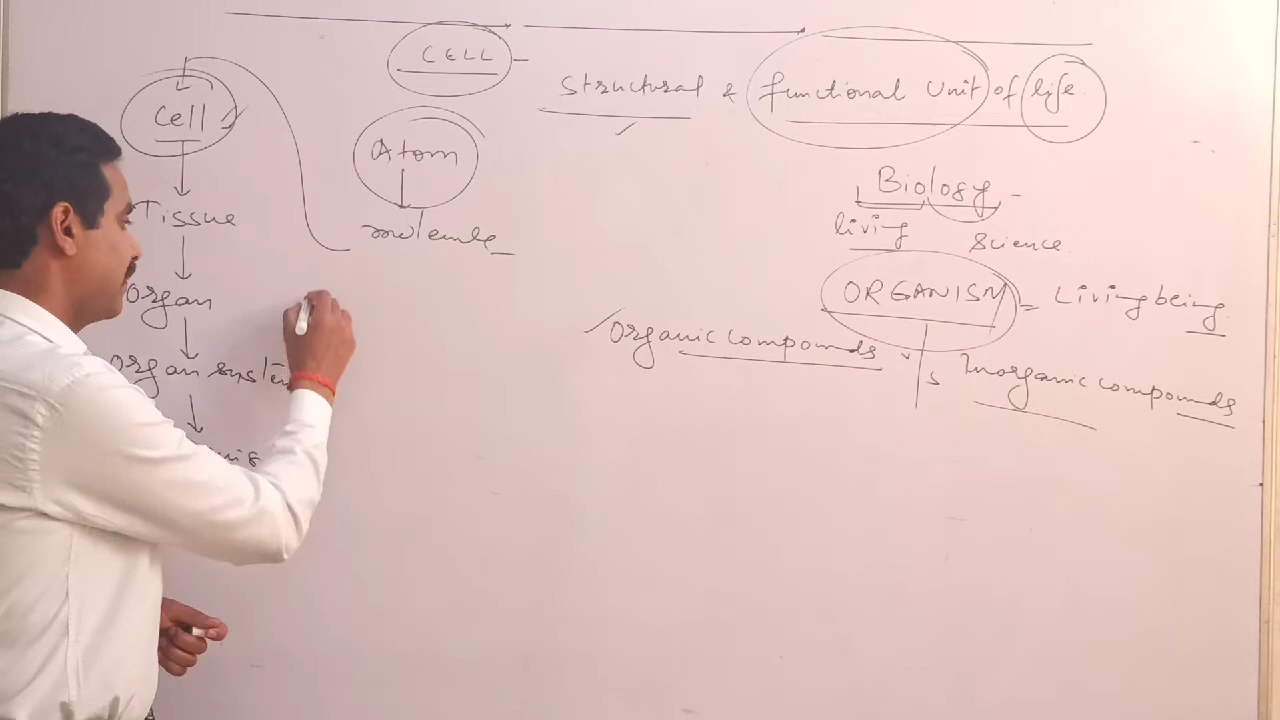 CELL -
Structural & functional Unit of life
Cell
Atom
molecule
Tissue
Organ
Organ system
Biology -
living
Science
ORGANISM = Living being
Organic compounds
Inorganic compounds